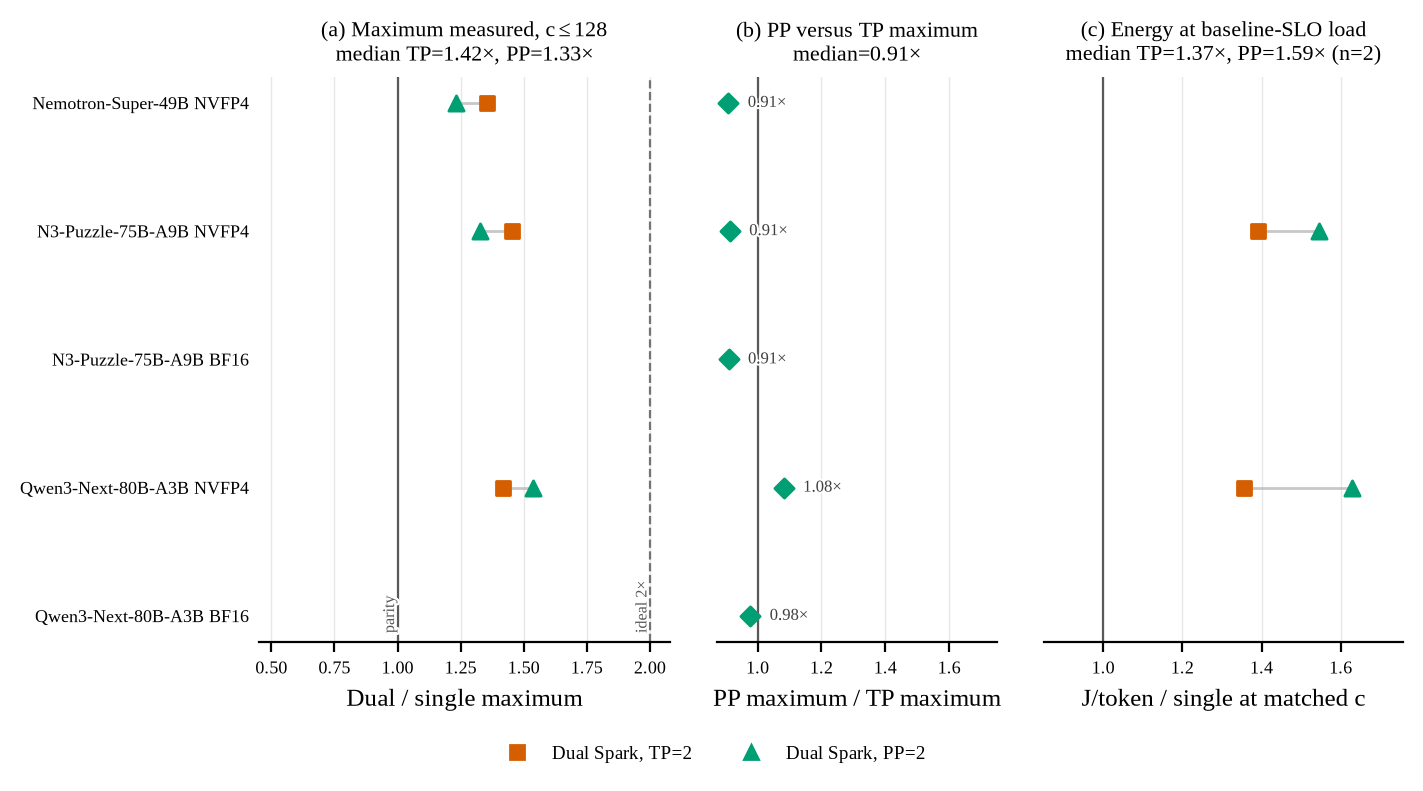 (a) Maximum measured, c ≤ 128
median TP=1.42×, PP=1.33×
(b) PP versus TP maximum
median=0.91×
(c) Energy at baseline-SLO load
median TP=1.37×, PP=1.59× (n=2)
Nemotron-Super-49B NVFP4
0.91×
N3-Puzzle-75B-A9B NVFP4
0.91×
N3-Puzzle-75B-A9B BF16
0.91×
Qwen3-Next-80B-A3B NVFP4
1.08×
Qwen3-Next-80B-A3B BF16
parity
ideal 2×
0.98×
0.50 0.75 1.00 1.25 1.50 1.75 2.00
1.0 1.2 1.4 1.6
1.0 1.2 1.4 1.6
Dual / single maximum
PP maximum / TP maximum
J/token / single at matched c
Dual Spark, TP=2
Dual Spark, PP=2